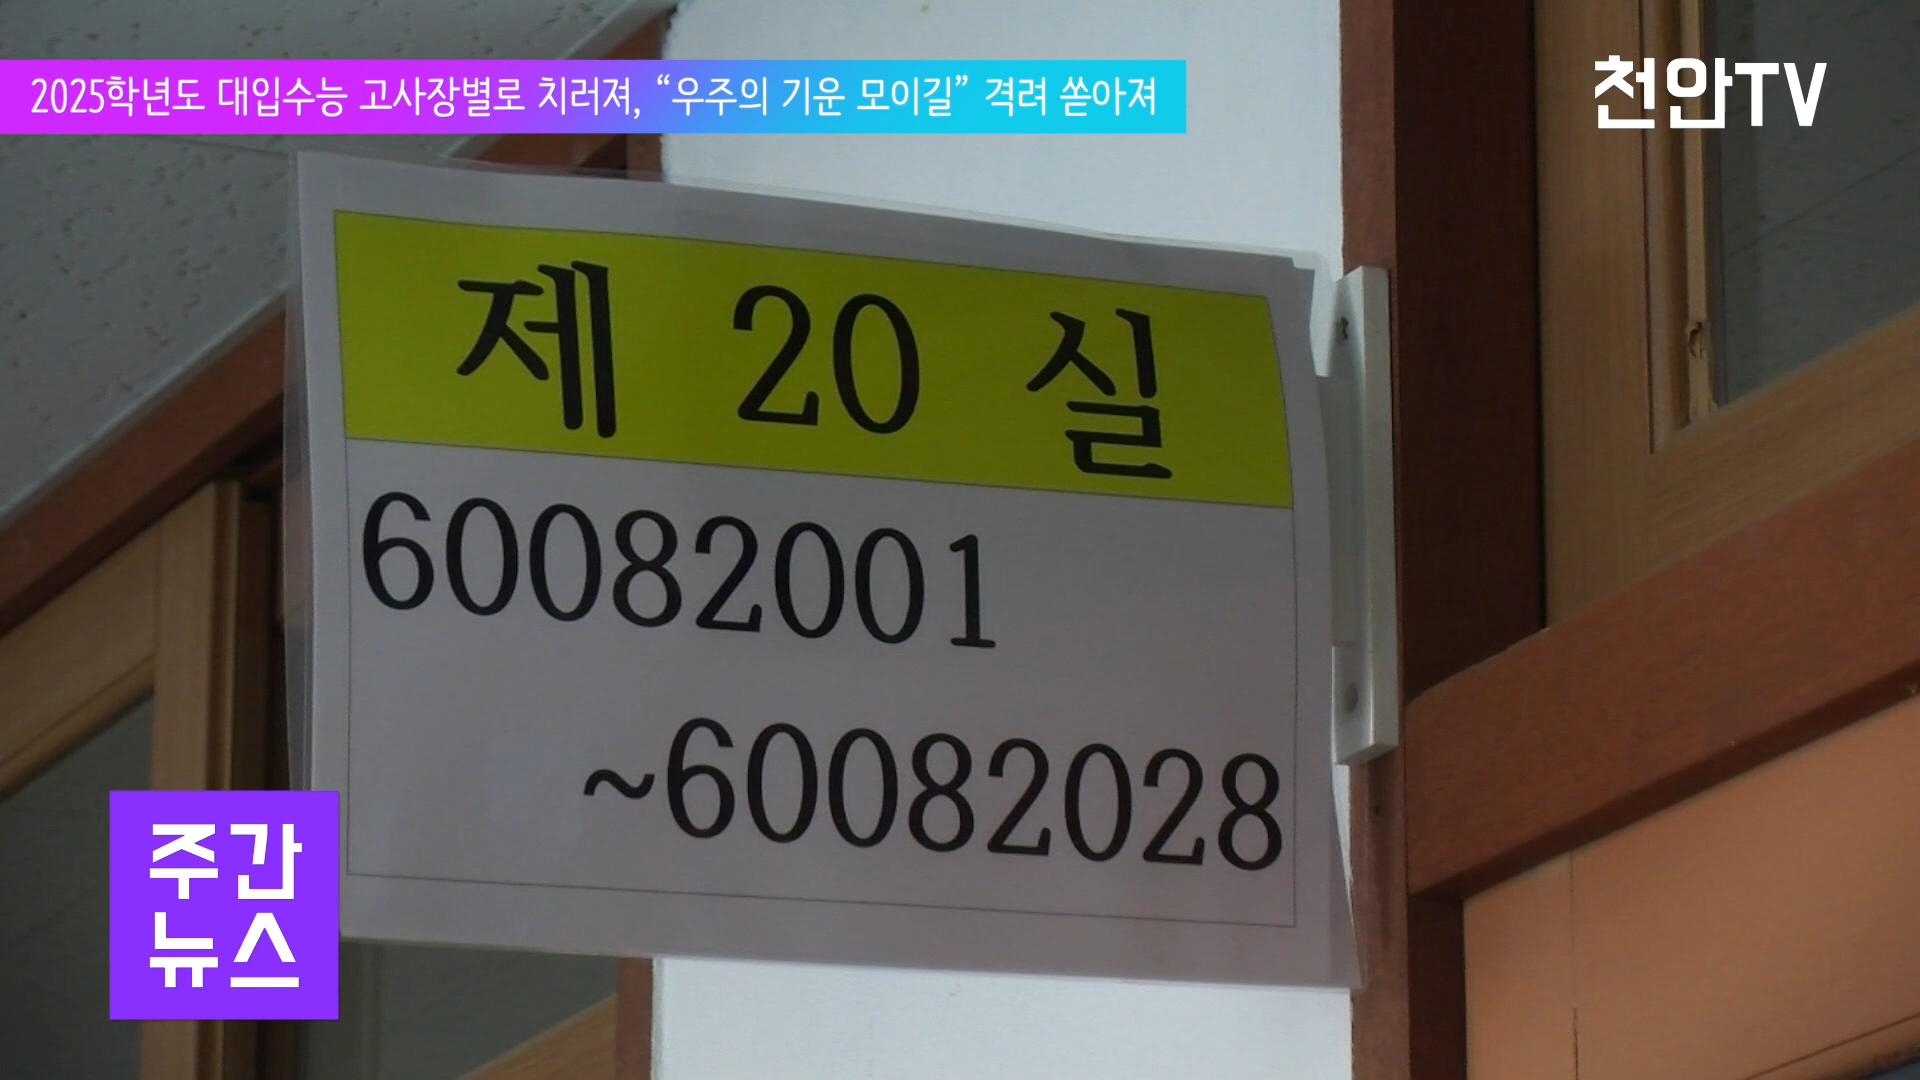 2025학년도 대입수능 고사장별로 치러져, “우주의 기운 모이길” 격려 쏟아져
천안TV
제 20 실
60082001
~60082028
주간
뉴스